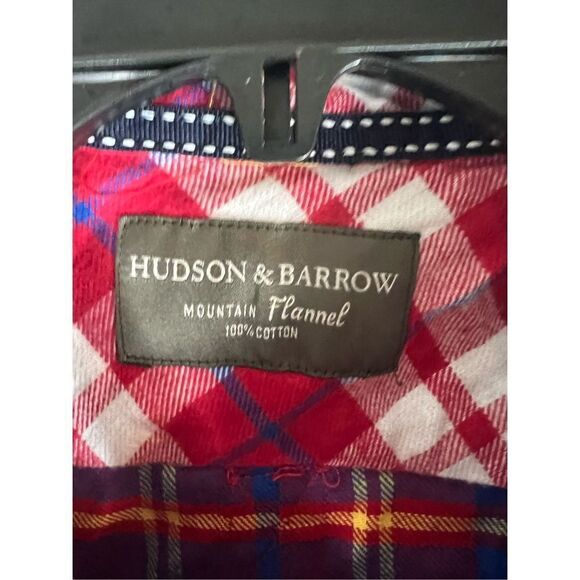 HUDSON & BARROW
MOUNTAIN Flannel
100% COTTON